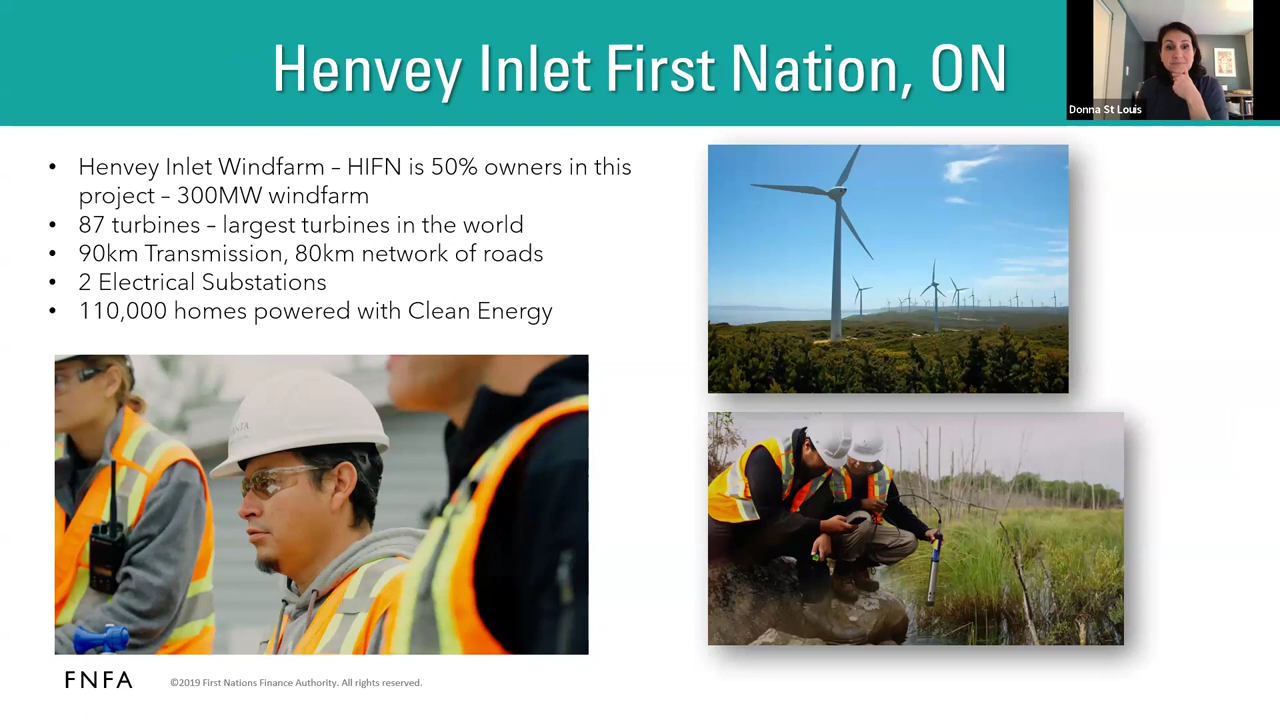 Henvey Inlet First Nation, ON
Donna St Louis
• Henvey Inlet Windfarm – HIFN is 50% owners in this
project – 300MW windfarm
• 87 turbines – largest turbines in the world
• 90km Transmission, 80km network of roads
• 2 Electrical Substations
• 110,000 homes powered with Clean Energy
FNFA
©2019 First Nations Finance Authority. All rights reserved.